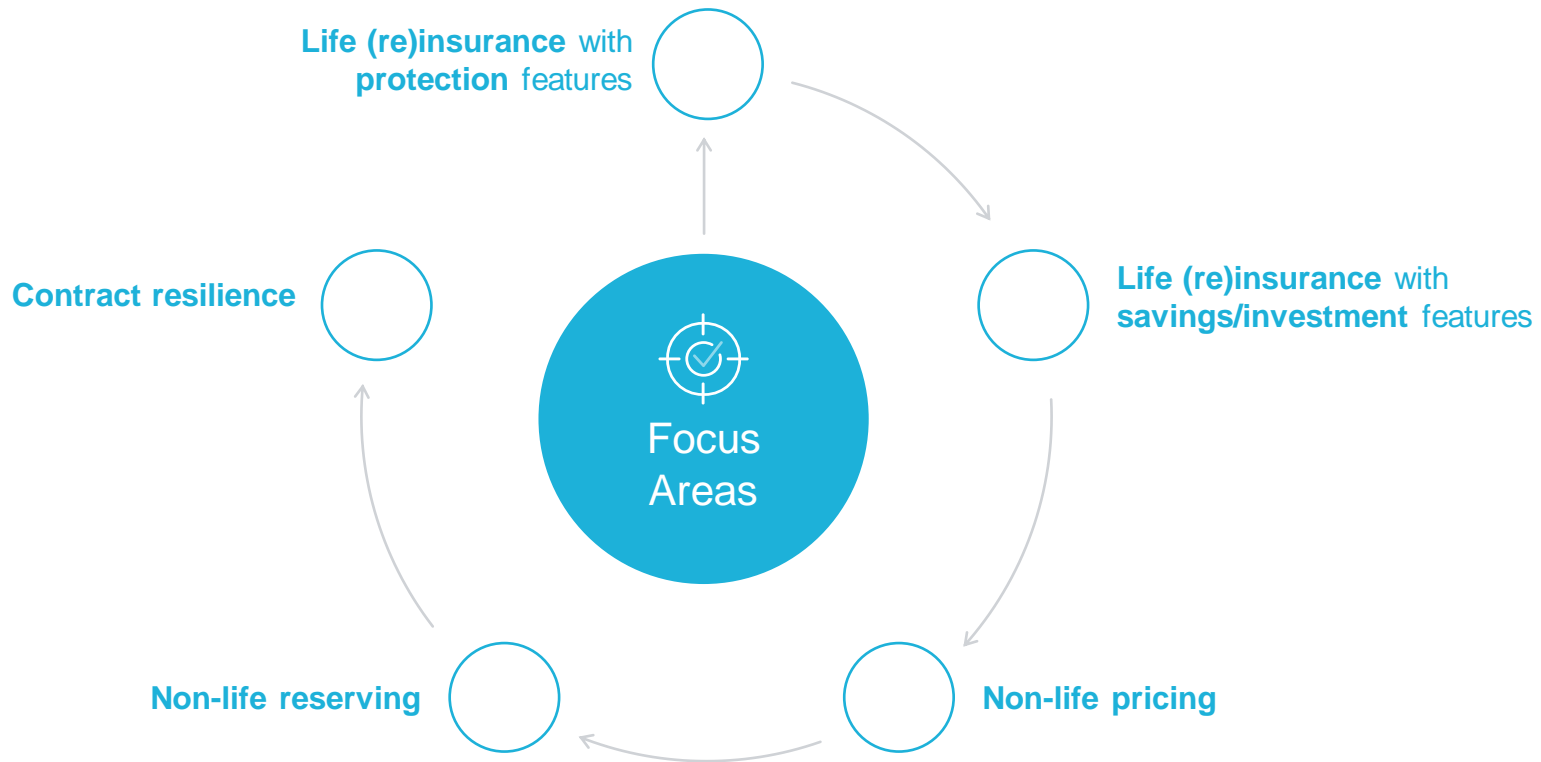 Life (re)insurance with
protection features
Life (re)insurance with
savings/investment features
Contract resilience
Focus
Areas
Non-life reserving
Non-life pricing